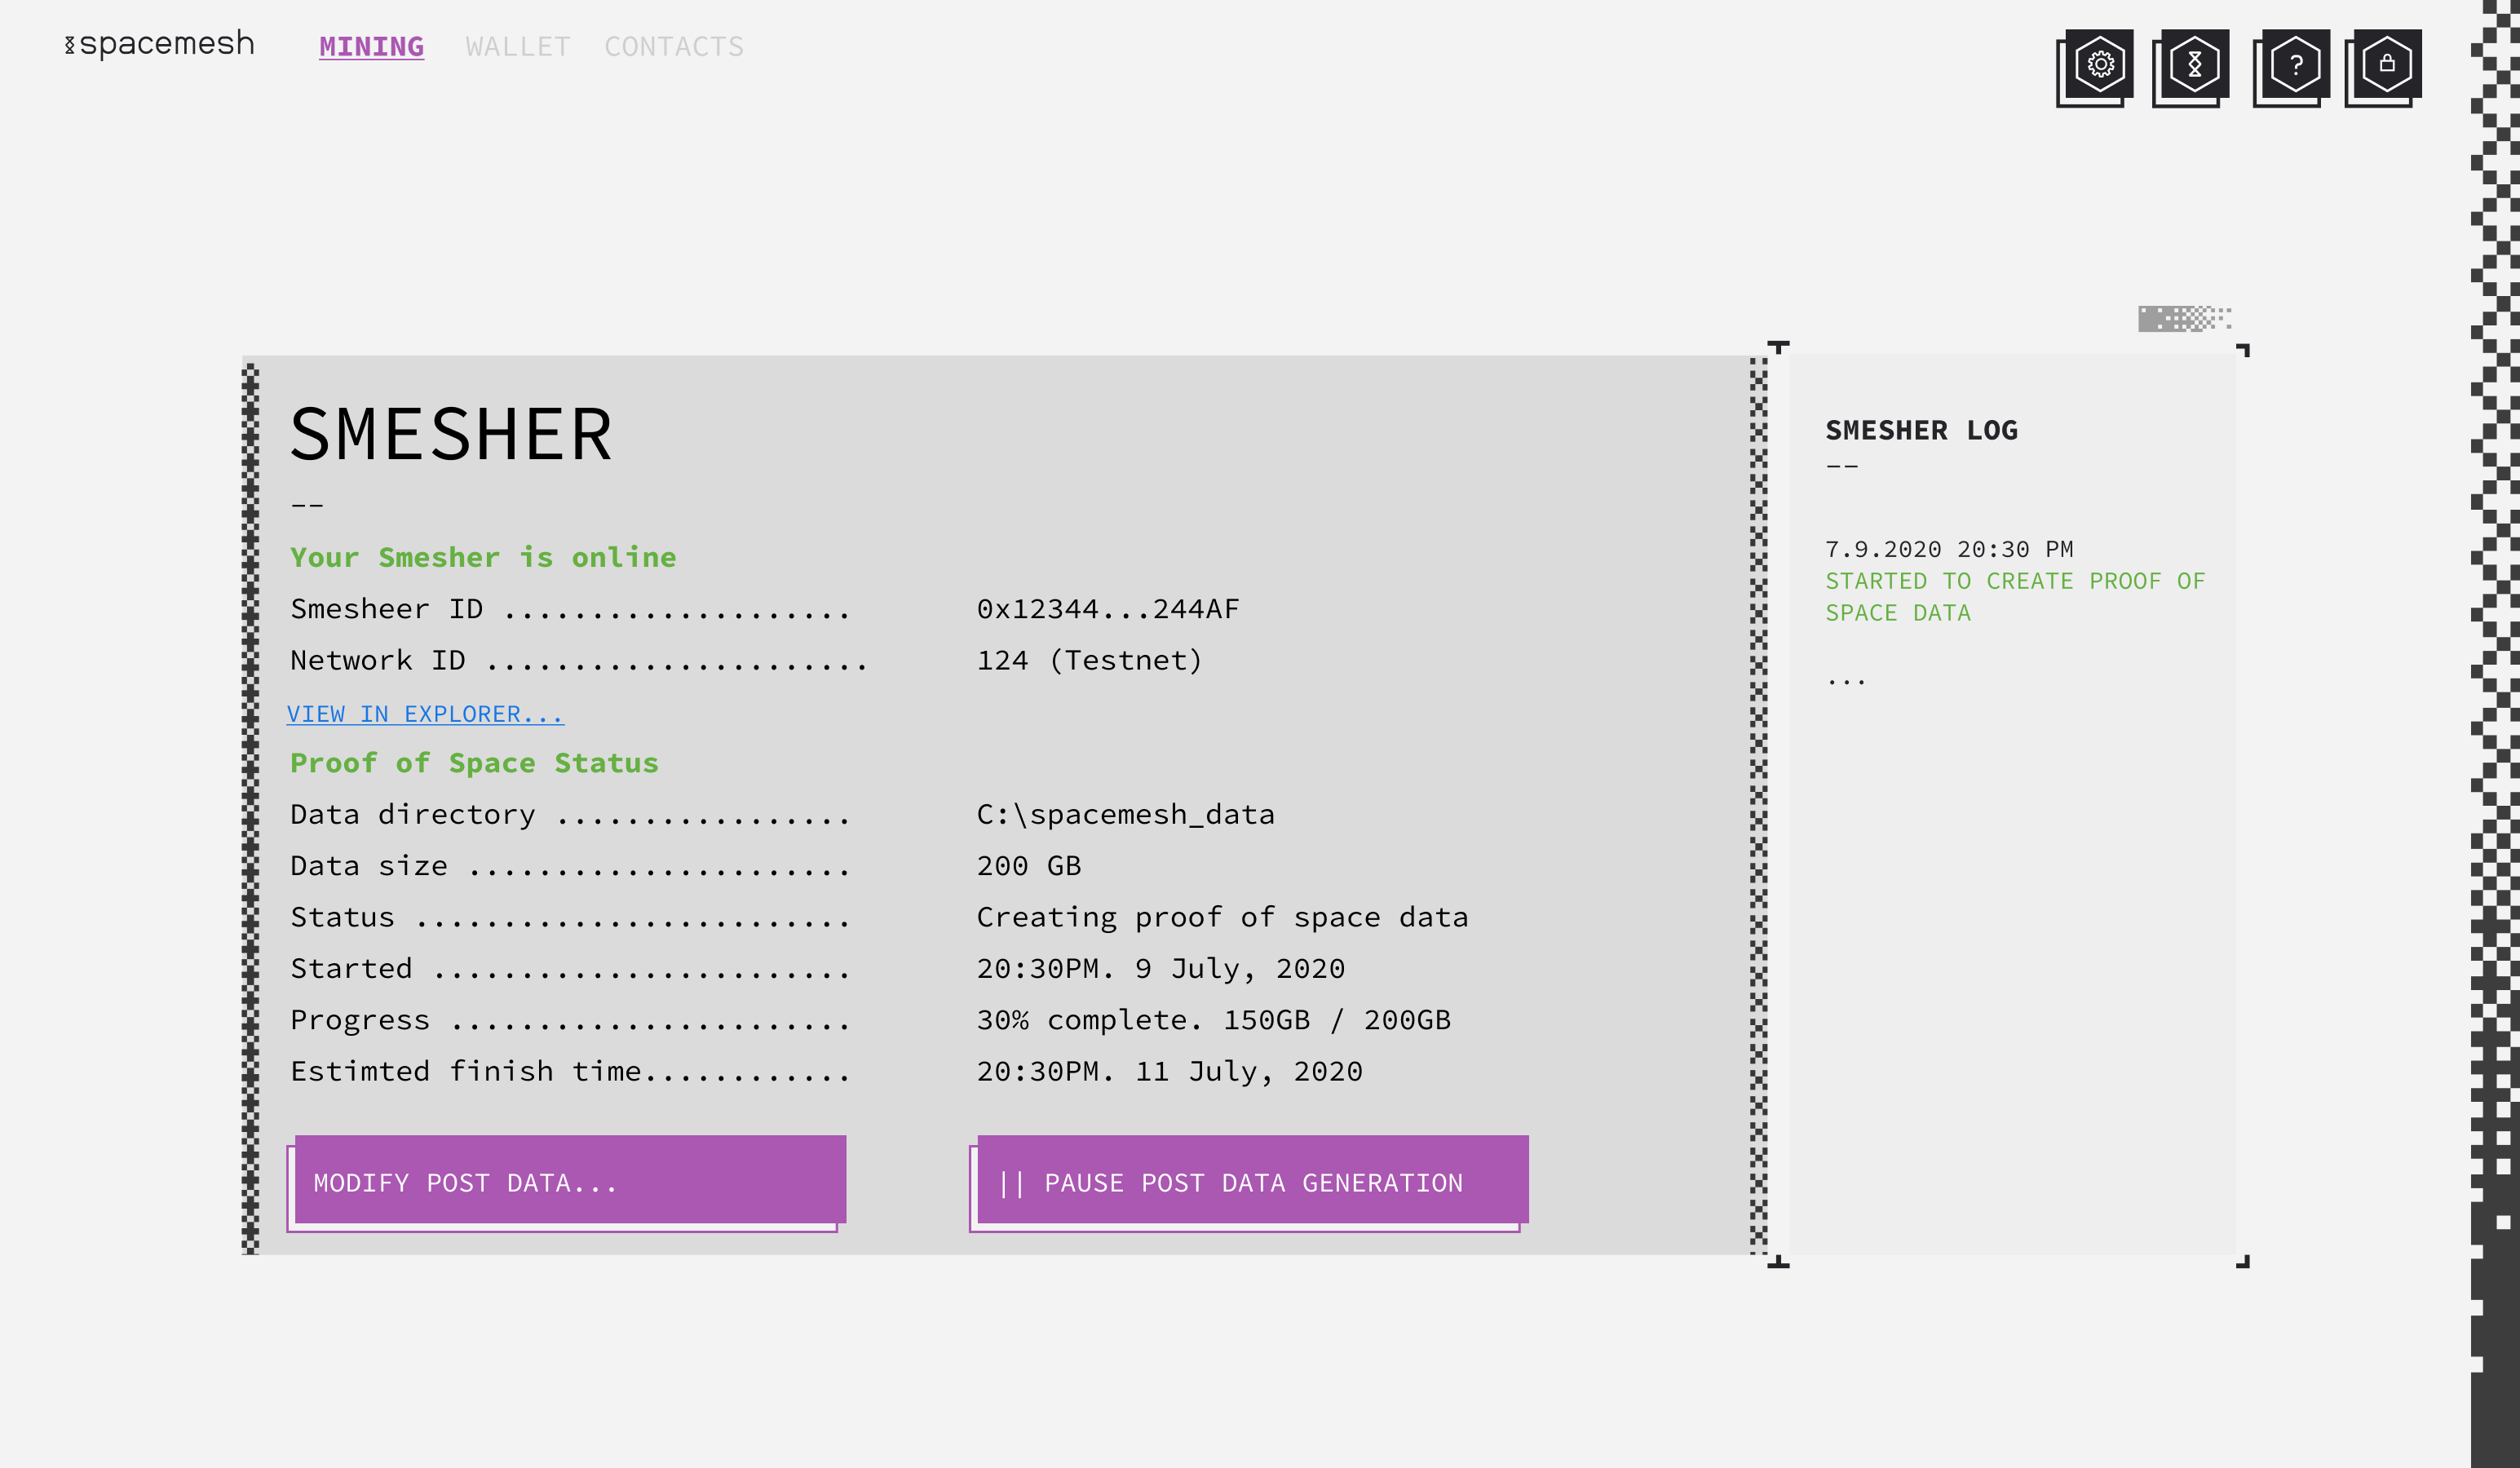 spacemesh MINING WALLET CONTACTS
?
SMESHER
--
Your Smesher is online
Smesheer ID .................... 0x12344...244AF
Network ID ...................... 124 (Testnet)
VIEW IN EXPLORER...
Proof of Space Status
Data directory ................. C:\spacemesh_data
Data size ...................... 200 GB
Status ......................... Creating proof of space data
Started ........................ 20:30PM. 9 July, 2020
Progress ....................... 30% complete. 150GB / 200GB
Estimted finish time............ 20:30PM. 11 July, 2020
MODIFY POST DATA... || PAUSE POST DATA GENERATION
SMESHER LOG
--
7.9.2020 20:30 PM
STARTED TO CREATE PROOF OF
SPACE DATA
...